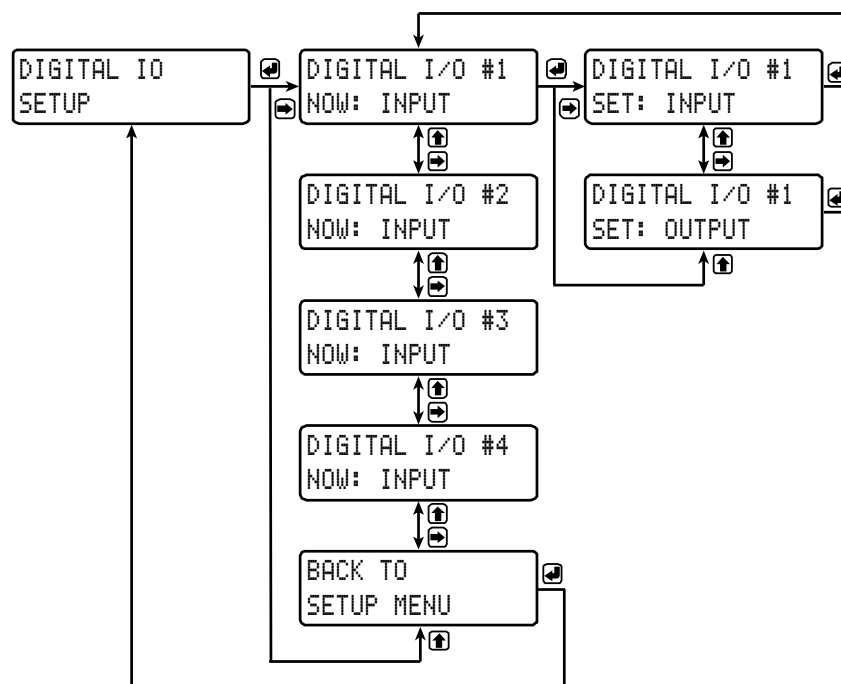 DIGITAL IO
SETUP
DIGITAL I/O #1
NOW: INPUT
DIGITAL I/O #1
SET: INPUT
DIGITAL I/O #2
NOW: INPUT
DIGITAL I/O #1
SET: OUTPUT
DIGITAL I/O #3
NOW: INPUT
DIGITAL I/O #4
NOW: INPUT
BACK TO
SETUP MENU